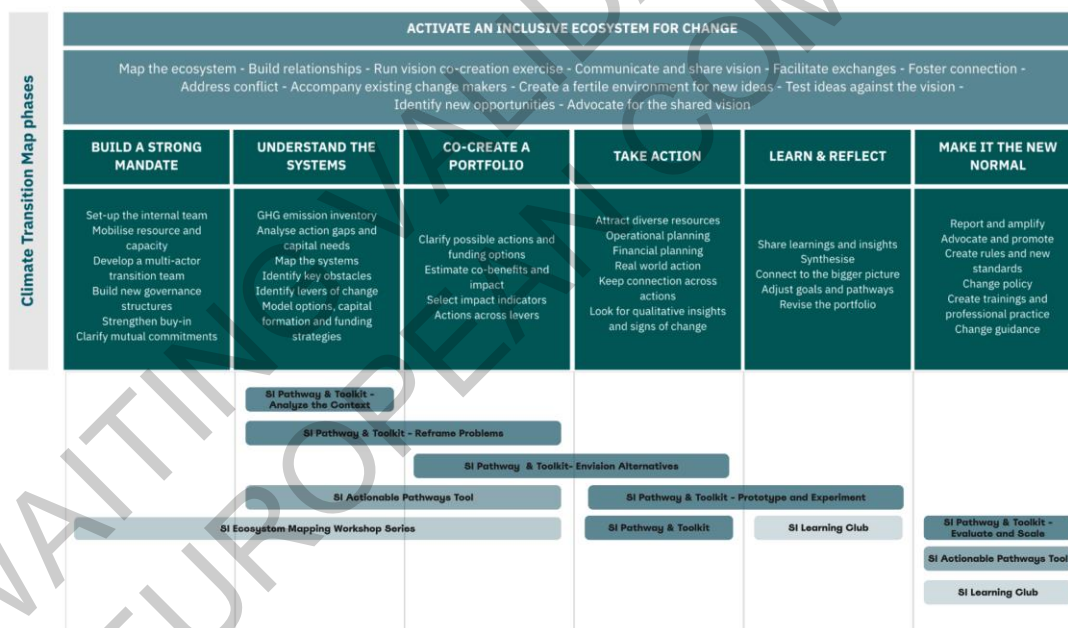 ACTIVATE AN INCLUSIVE ECOSYSTEM FOR CHANGE
Map the ecosystem - Build relationships - Run vision co-creation exercise - Communicate and share vision - Facilitate exchanges - Foster connection -
Address conflict - Accompany existing change makers - Create a fertile environment for new ideas - Test ideas against the vision -
Identify new opportunities - Advocate for the shared vision
Climate Transition Map phases
BUILD A STRONG
MANDATE
Set-up the internal team
Mobilise resource and
capacity
Develop a multi-actor
transition team
Build new governance
structures
Strengthen buy-in
Clarify mutual commitments
UNDERSTAND THE
SYSTEMS
GHG emission inventory
Analyse action gaps and
capital needs
Map the systems
Identify key obstacles
Identify levers of change
Model options, capital
formation and funding
strategies
CO-CREATE A
PORTFOLIO
Clarify possible actions and
funding options
Estimate co-benefits and
impact
Select impact indicators
Actions across levers
TAKE ACTION
Attract diverse resources
Operational planning
Financial planning
Real world action
Keep connection across
actions
Look for qualitative insights
and signs of change
LEARN & REFLECT
Share learnings and insights
Synthesise
Connect to the bigger picture
Adjust goals and pathways
Revise the portfolio
MAKE IT THE NEW
NORMAL
Report and amplify
Advocate and promote
Create rules and new
standards
Change policy
Create trainings and
professional practice
Change guidance
SI Pathway & Toolkit -
Analyze the Context
SI Pathway & Toolkit - Reframe Problems
SI Pathway & Toolkit- Envision Alternatives
SI Actionable Pathways Tool
SI Pathway & Toolkit - Prototype and Experiment
SI Ecosystem Mapping Workshop Series
SI Pathway & Toolkit
SI Learning Club
SI Pathway & Toolkit -
Evaluate and Scale
SI Actionable Pathways Tool
SI Learning Club